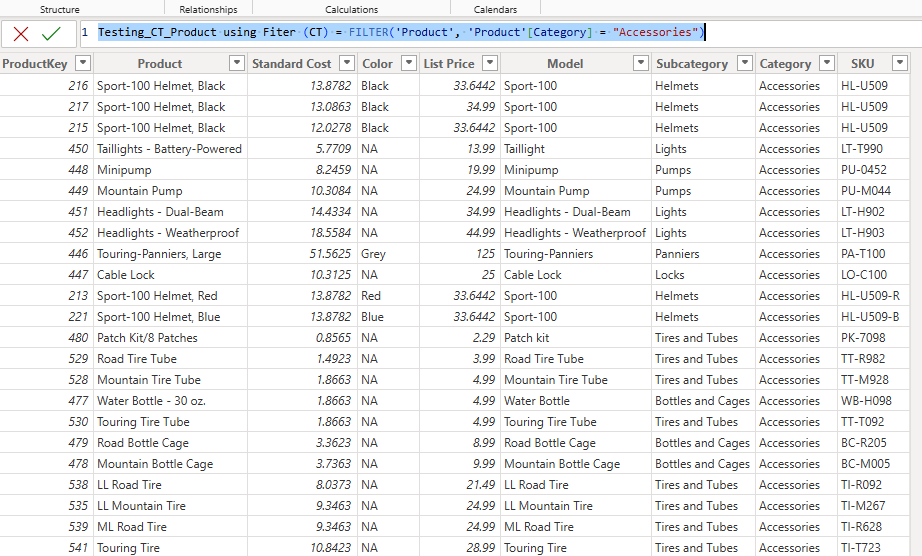 Structure Relationships Calculations Calendars
1 Testing_CT_Product using Fiter (CT) = FILTER('Product', 'Product'[Category] = "Accessories")
ProductKey Product Standard Cost Color List Price Model Subcategory Category SKU
216 Sport-100 Helmet, Black 13.8782 Black 33.6442 Sport-100 Helmets Accessories HL-U509
217 Sport-100 Helmet, Black 13.0863 Black 34.99 Sport-100 Helmets Accessories HL-U509
215 Sport-100 Helmet, Black 12.0278 Black 33.6442 Sport-100 Helmets Accessories HL-U509
450 Taillights - Battery-Powered 5.7709 NA 13.99 Taillight Lights Accessories LT-T990
448 Minipump 8.2459 NA 19.99 Minipump Pumps Accessories PU-0452
449 Mountain Pump 10.3084 NA 24.99 Mountain Pump Pumps Accessories PU-M044
451 Headlights - Dual-Beam 14.4334 NA 34.99 Headlights - Dual-Beam Lights Accessories LT-H902
452 Headlights - Weatherproof 18.5584 NA 44.99 Headlights - Weatherproof Lights Accessories LT-H903
446 Touring-Panniers, Large 51.5625 Grey 125 Touring-Panniers Panniers Accessories PA-T100
447 Cable Lock 10.3125 NA 25 Cable Lock Locks Accessories LO-C100
213 Sport-100 Helmet, Red 13.8782 Red 33.6442 Sport-100 Helmets Accessories HL-U509-R
221 Sport-100 Helmet, Blue 13.8782 Blue 33.6442 Sport-100 Helmets Accessories HL-U509-B
480 Patch Kit/8 Patches 0.8565 NA 2.29 Patch kit Tires and Tubes Accessories PK-7098
529 Road Tire Tube 1.4923 NA 3.99 Road Tire Tube Tires and Tubes Accessories TT-R982
528 Mountain Tire Tube 1.8663 NA 4.99 Mountain Tire Tube Tires and Tubes Accessories TT-M928
477 Water Bottle - 30 oz. 1.8663 NA 4.99 Water Bottle Bottles and Cages Accessories WB-H098
530 Touring Tire Tube 1.8663 NA 4.99 Touring Tire Tube Tires and Tubes Accessories TT-T092
479 Road Bottle Cage 3.3623 NA 8.99 Road Bottle Cage Bottles and Cages Accessories BC-R205
478 Mountain Bottle Cage 3.7363 NA 9.99 Mountain Bottle Cage Bottles and Cages Accessories BC-M005
538 LL Road Tire 8.0373 NA 21.49 LL Road Tire Tires and Tubes Accessories TI-R092
535 LL Mountain Tire 9.3463 NA 24.99 LL Mountain Tire Tires and Tubes Accessories TI-M267
539 ML Road Tire 9.3463 NA 24.99 ML Road Tire Tires and Tubes Accessories TI-R628
541 Touring Tire 10.8423 NA 28.99 Touring Tire Tires and Tubes Accessories TI-T723